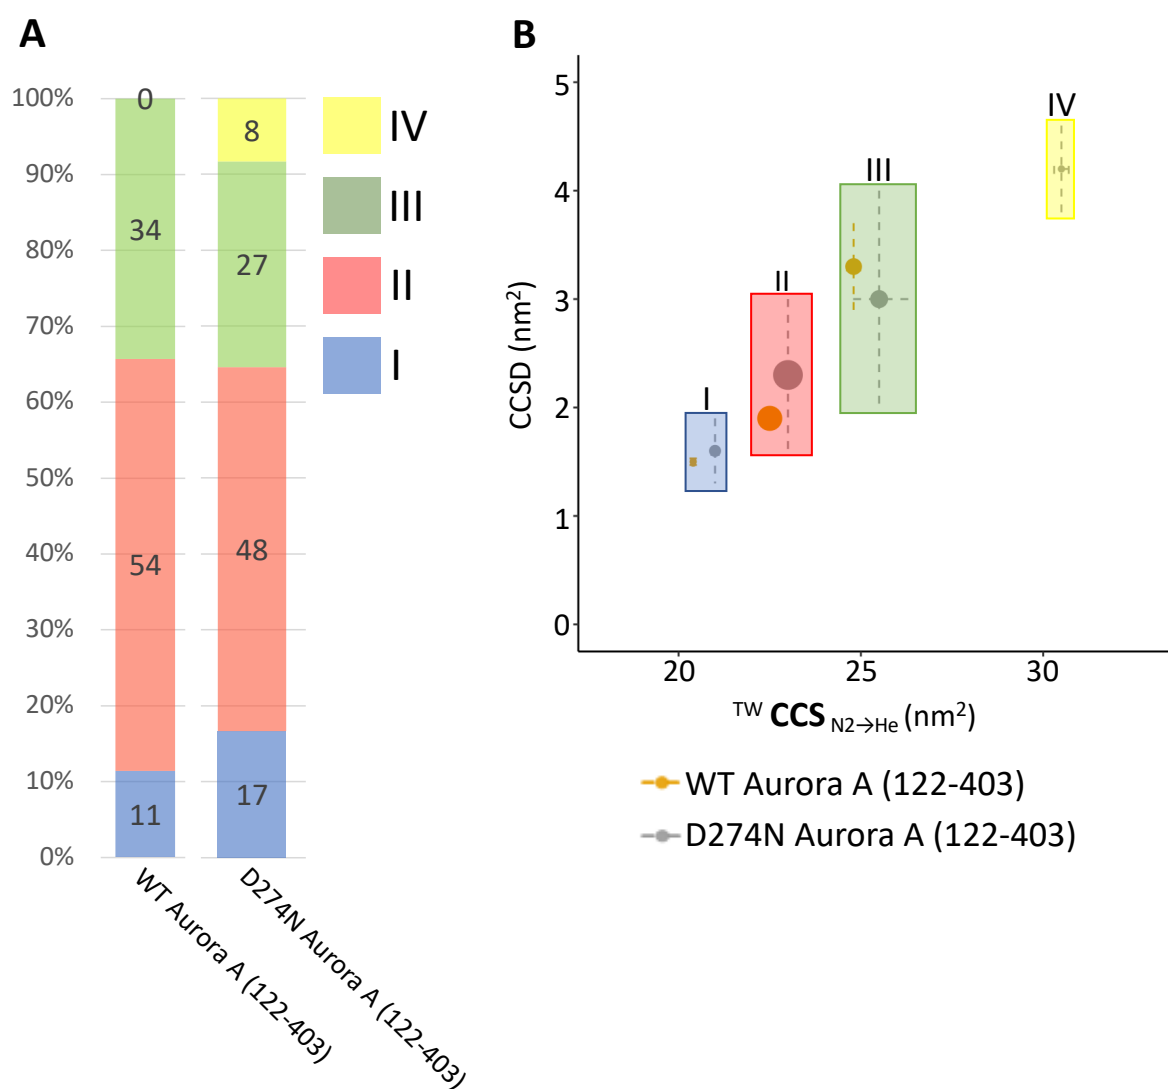 A
100%
90%
80%
70%
60%
50%
40%
30%
20%
10%
0%
0
34
54
11
8
27
48
17
WT Aurora A (122-403)
D274N Aurora A (122-403)
IV
III
II
I
B
CCSD (nm²)
5
4
3
2
1
0
I
II
III
IV
20
25
30
TW CCS N2→He (nm²)
WT Aurora A (122-403)
D274N Aurora A (122-403)